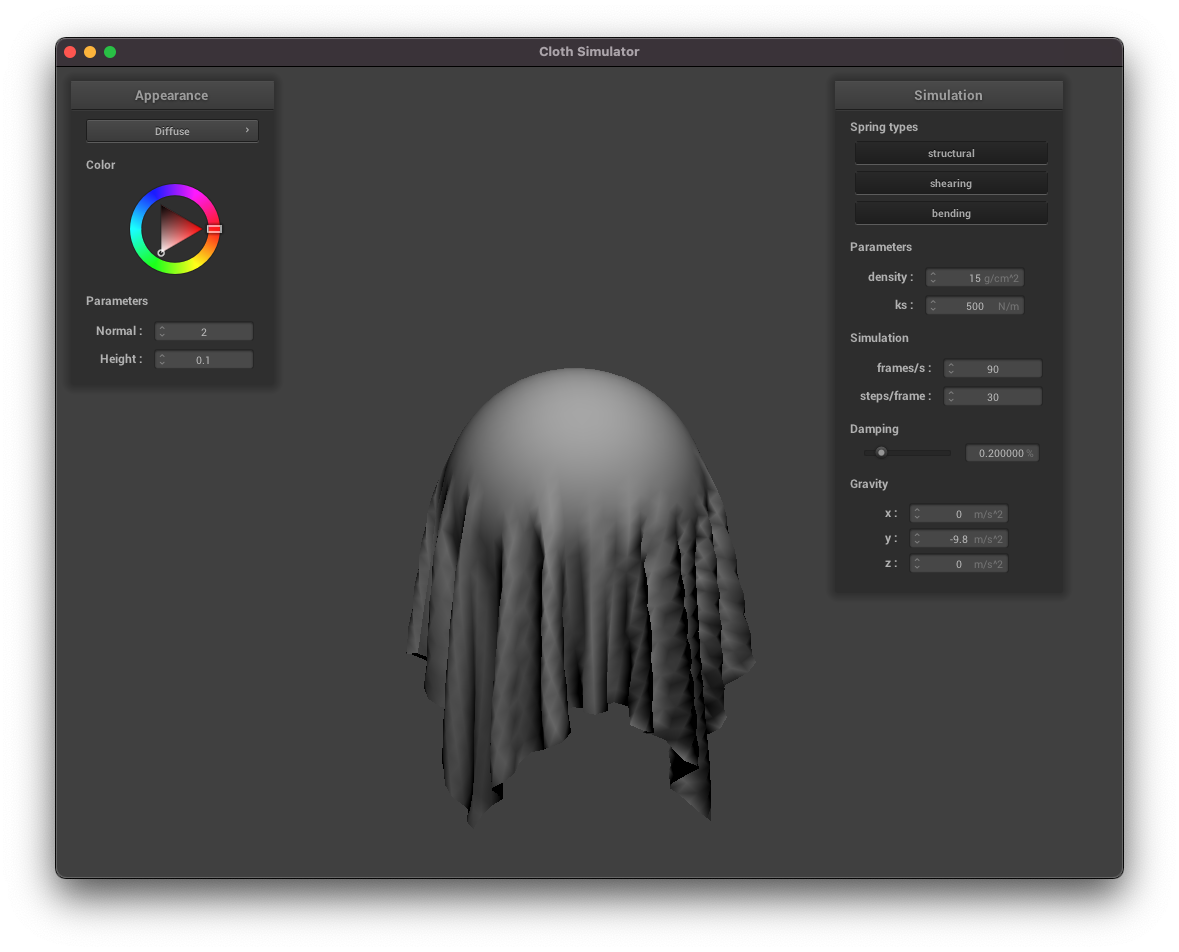 Cloth Simulator
Appearance
Diffuse ›
Color
Parameters
Normal : 2
Height : 0.1
Simulation
Spring types
structural
shearing
bending
Parameters
density : 15 g/cm^2
ks : 500 N/m
Simulation
frames/s : 90
steps/frame : 30
Damping
0.200000 %
Gravity
x : 0 m/s^2
y : -9.8 m/s^2
z : 0 m/s^2